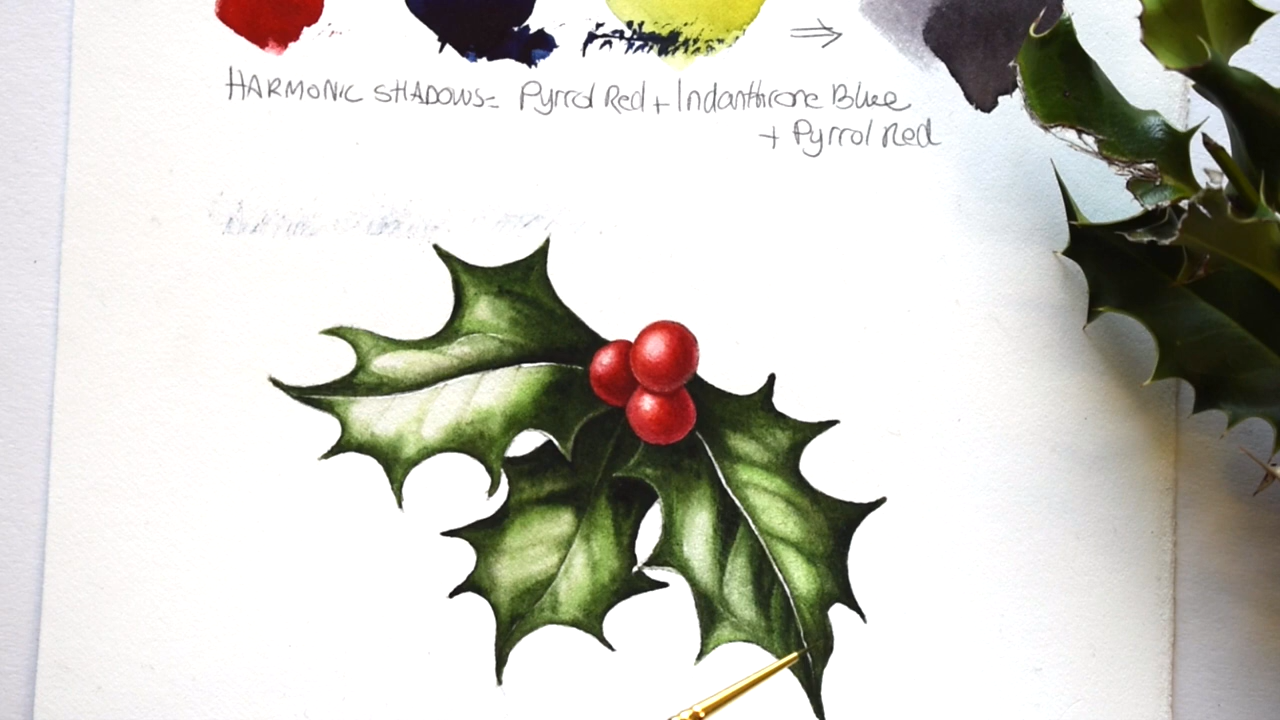 HARMONIC SHADOWS= Pyrrol Red + Indanthrone Blue
+ Pyrrol Red